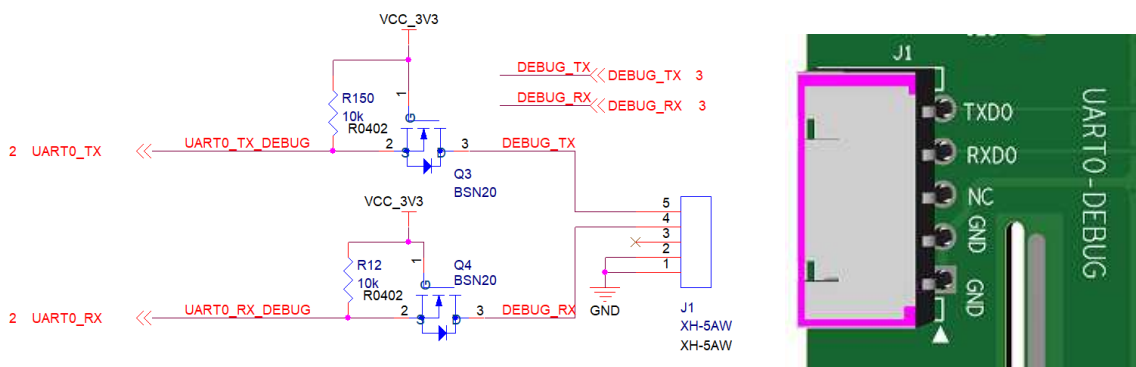 VCC_3V3
R150
10k
R0402
1
G
DEBUG_TX
DEBUG_TX 3
DEBUG_RX
DEBUG_RX 3
2 UART0_TX
UART0_TX_DEBUG
2
3
DEBUG_TX
Q3
BSN20
VCC_3V3
R12
10k
R0402
1
G
Q4
BSN20
2 UART0_RX
UART0_RX_DEBUG
2
3
DEBUG_RX
5
4
3
2
1
GND
J1
XH-5AW
XH-5AW
J1
TXD0
RXD0
NC
GND
GND
UART0-DEBUG